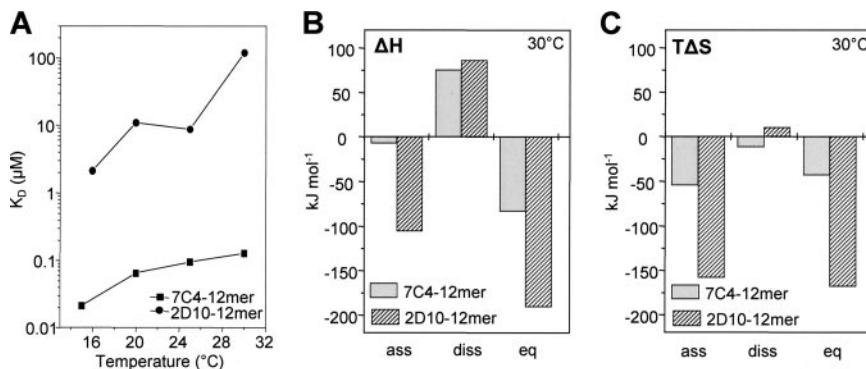 A
K_D (μM)
100
10
1
0.1
0.01
7C4-12mer
2D10-12mer
16
20
24
28
32
Temperature (°C)
B
ΔH
30°C
kJ mol⁻¹
100
50
0
-50
-100
-150
-200
7C4-12mer
2D10-12mer
ass
diss
eq
C
TΔS
30°C
kJ mol⁻¹
100
50
0
-50
-100
-150
-200
7C4-12mer
2D10-12mer
ass
diss
eq